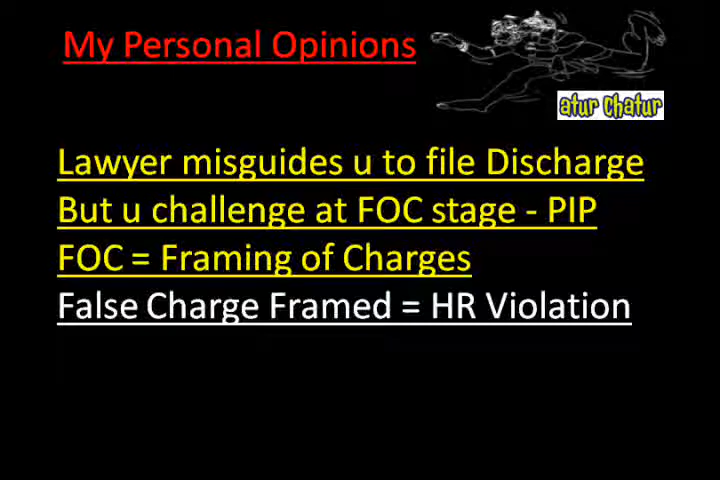 My Personal Opinions
atur chatur
Lawyer misguides u to file Discharge
But u challenge at FOC stage - PIP
FOC = Framing of Charges
False Charge Framed = HR Violation